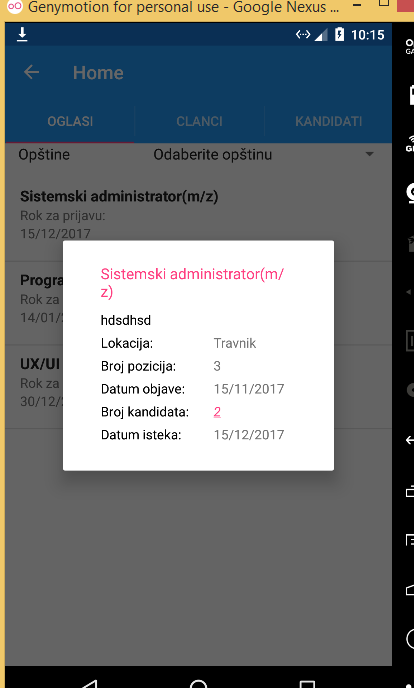 Genymotion for personal use - Google Nexus ...
10:15
Home
OGLASI CLANCI KANDIDATI
Opštine Odaberite opštinu
Sistemski administrator(m/z)
Rok za prijavu:
15/12/2017
Progra
Rok za
14/01/
UX/UI
Rok za
30/12/
Sistemski administrator(m/
z)
hdsdhsd
Lokacija: Travnik
Broj pozicija: 3
Datum objave: 15/11/2017
Broj kandidata: 2
Datum isteka: 15/12/2017